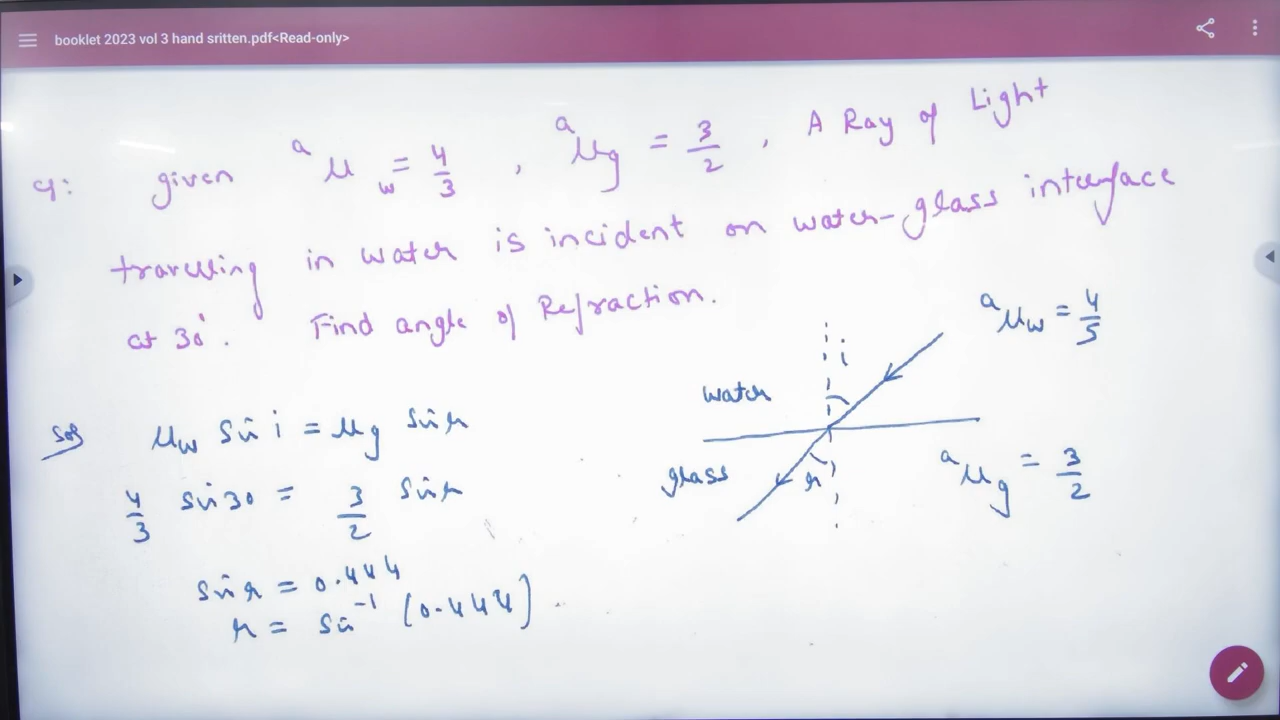 booklet 2023 vol 3 hand sritten.pdf<Read-only>
q: given ᵃμw = 4/3 , ᵃμg = 3/2 , A Ray of Light
travelling in water is incident on water-glass interface
at 30°. Find angle of Refraction.
ᵃμw = 4/5
i
water
glass
r
ᵃμg = 3/2
Sol
μw sin i = μg sin r
4/3 sin 30 = 3/2 sin r
sin r = 0.444
r = sin⁻¹ (0.444)